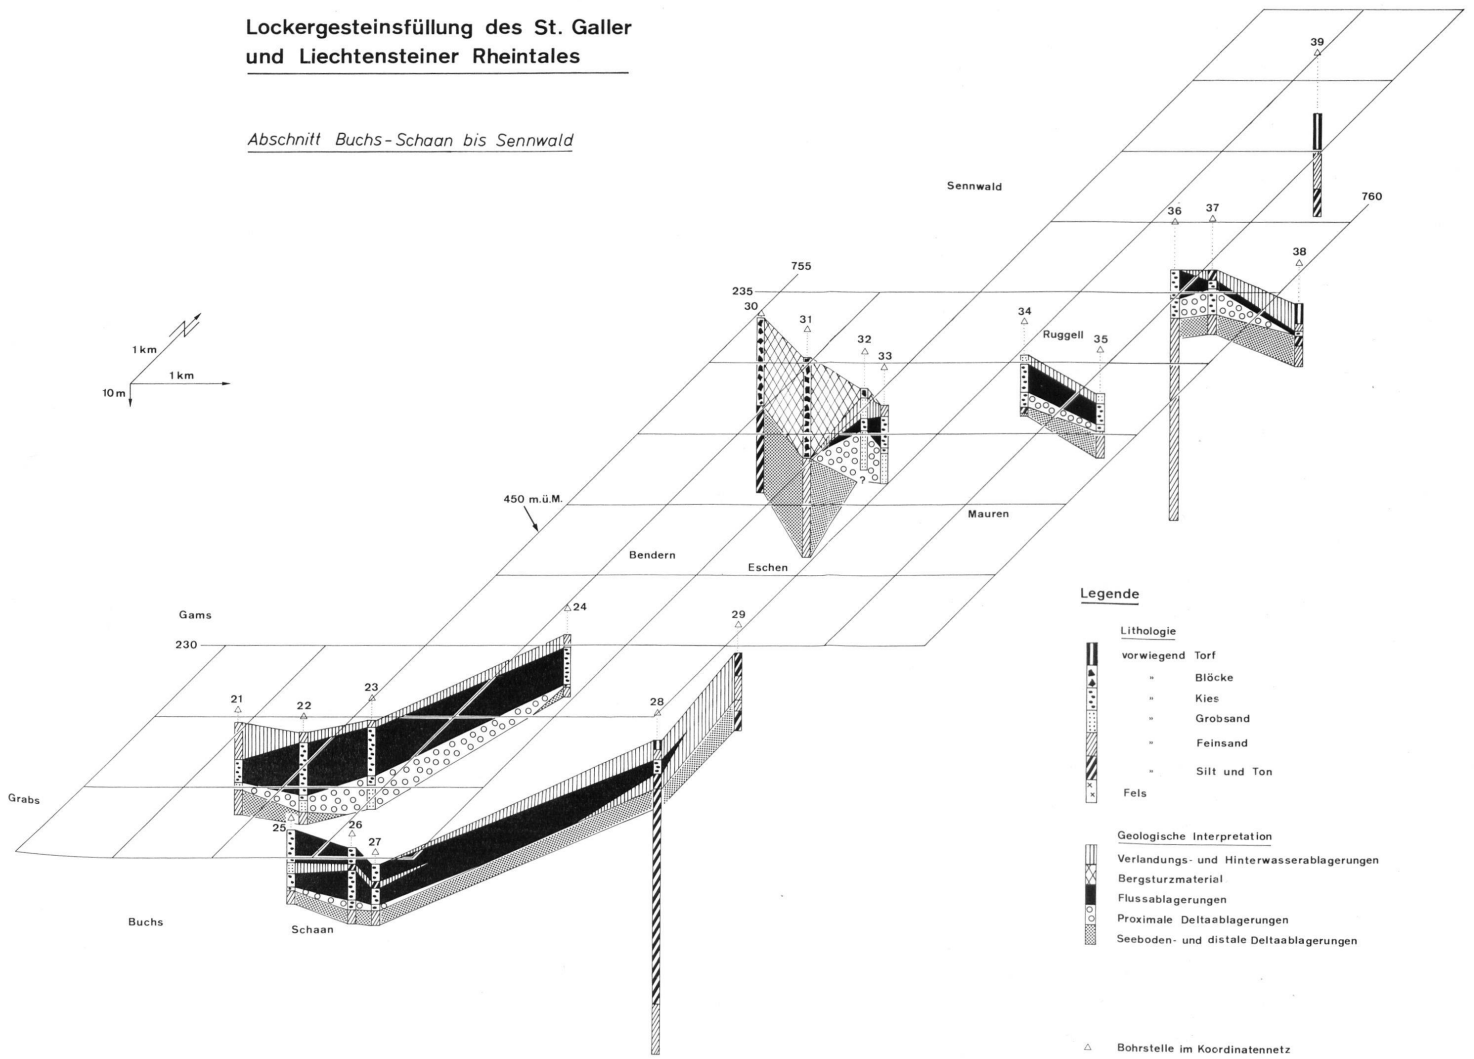 Lockergesteinsfüllung des St. Galler
und Liechtensteiner Rheintales
Abschnitt Buchs-Schaan bis Sennwald
39
Sennwald
760
36
37
38
755
235
30
31
32
33
34
Ruggell
35
N
1 km
1 km
10 m
?
450 m.ü.M.
Mauren
Bendern
Eschen
Gams
24
29
230
21
22
23
28
Grabs
25
26
27
Buchs
Schaan
Legende
Lithologie
vorwiegend Torf
" Blöcke
" Kies
" Grobsand
" Feinsand
" Silt und Ton
Fels
Geologische Interpretation
Verlandungs- und Hinterwasserablagerungen
Bergsturzmaterial
Flussablagerungen
Proximale Deltaablagerungen
Seeboden- und distale Deltaablagerungen
Bohrstelle im Koordinatennetz